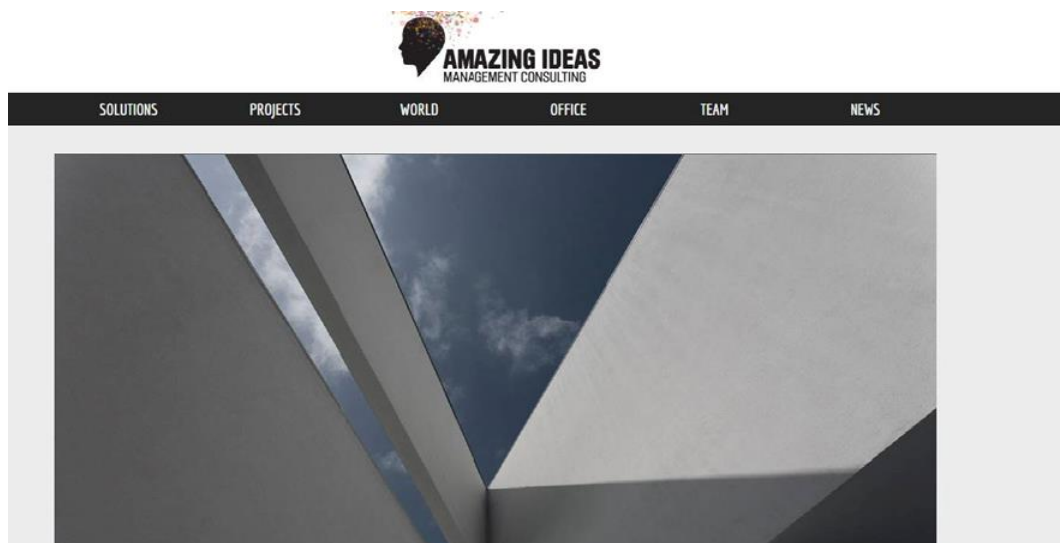 AMAZING IDEAS
MANAGEMENT CONSULTING
SOLUTIONS PROJECTS WORLD OFFICE TEAM NEWS